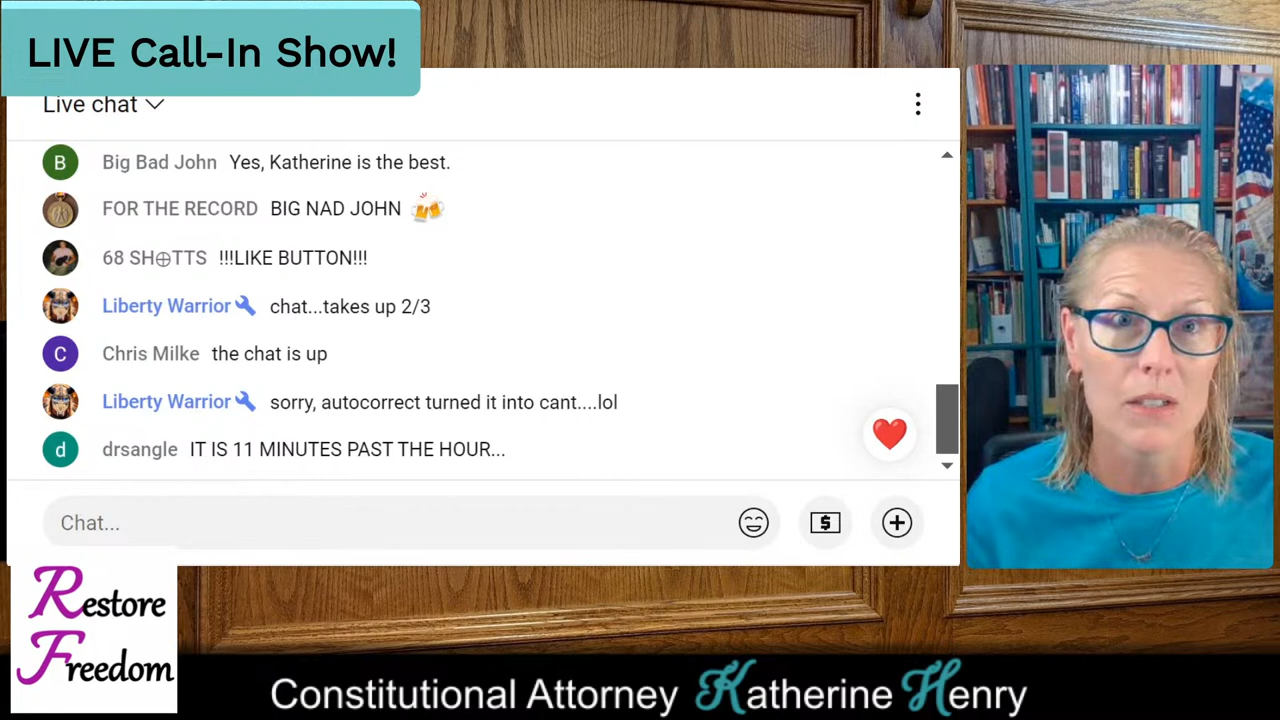 LIVE Call-In Show!
Live chat
B Big Bad John Yes, Katherine is the best.
FOR THE RECORD BIG NAD JOHN 🍻
68 SH⊕TTS !!!LIKE BUTTON!!!
Liberty Warrior chat...takes up 2/3
C Chris Milke the chat is up
Liberty Warrior sorry, autocorrect turned it into cant....lol
d drsangle IT IS 11 MINUTES PAST THE HOUR...
Chat...
$
Restore
Freedom
Constitutional Attorney Katherine Henry